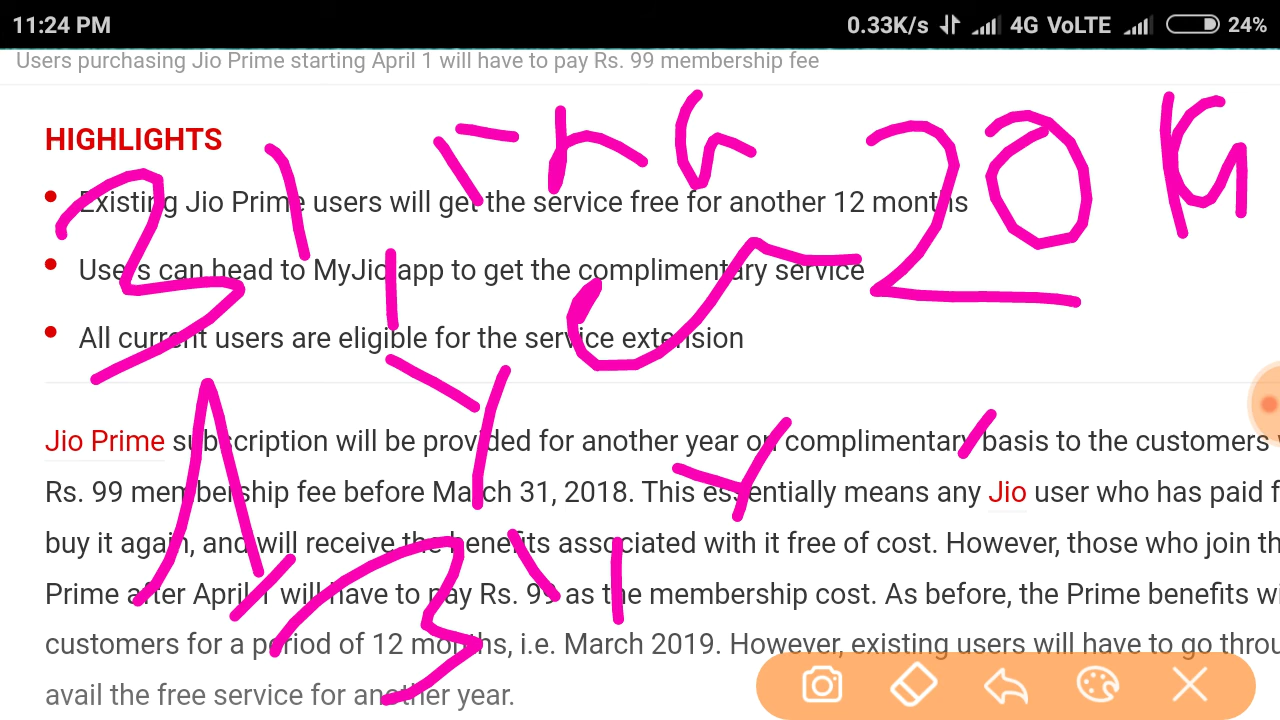 11:24 PM 0.33K/s 4G VoLTE 24%
Users purchasing Jio Prime starting April 1 will have to pay Rs. 99 membership fee
HIGHLIGHTS
Existing Jio Prime users will get the service free for another 12 months
Users can head to MyJio app to get the complimentary service
All current users are eligible for the service extension
Jio Prime subscription will be provided for another year on complimentary basis to the customers
Rs. 99 membership fee before March 31, 2018. This essentially means any Jio user who has paid
buy it again, and will receive the benefits associated with it free of cost. However, those who join
Prime after April 1 will have to pay Rs. 99 as the membership cost. As before, the Prime benefits
customers for a period of 12 months, i.e. March 2019. However, existing users will have to go
avail the free service for another year.
31
20